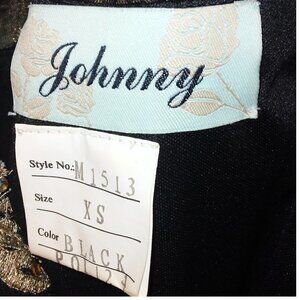 Johnny
Style No.: M1513
Size XS
Color BLACK